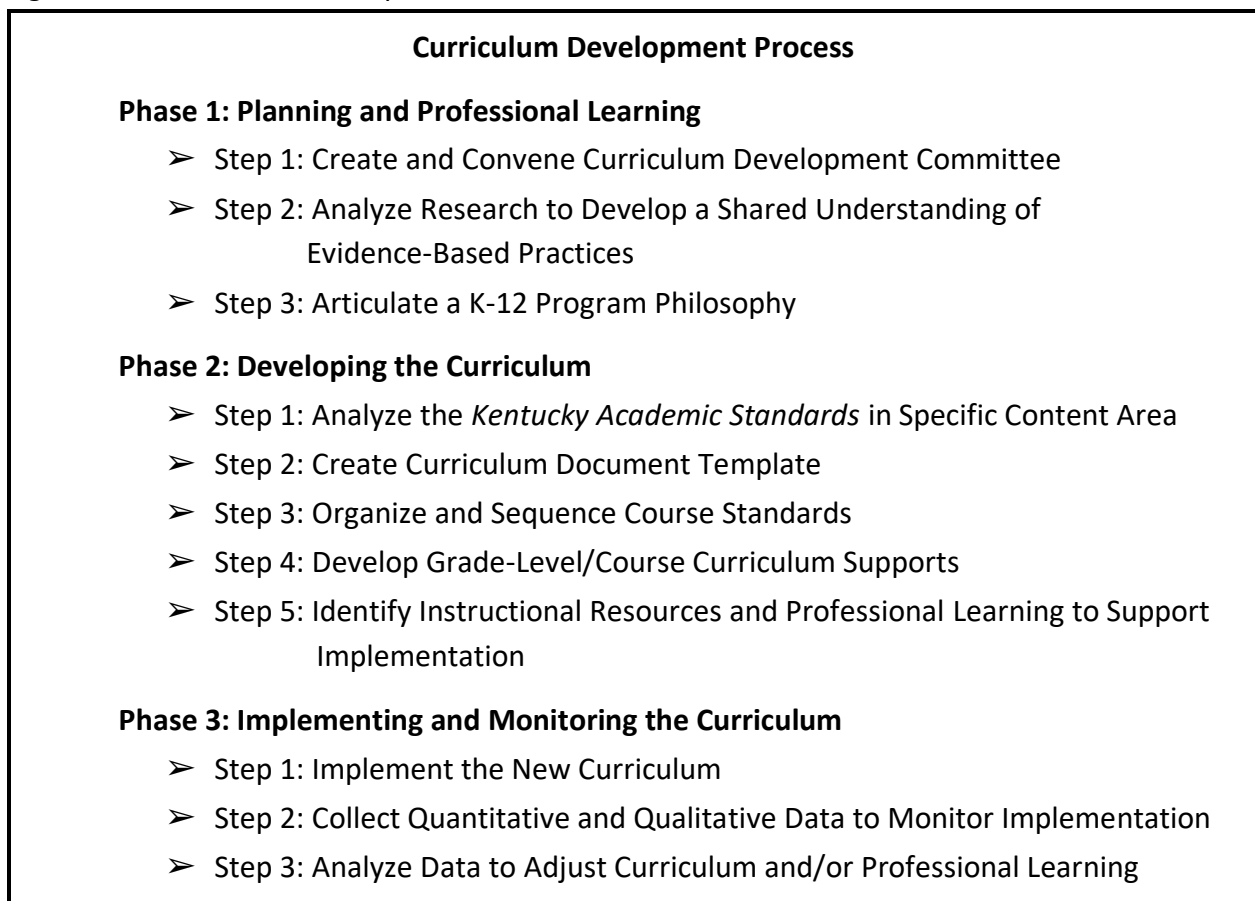 Curriculum Development Process
Phase 1: Planning and Professional Learning
➢ Step 1: Create and Convene Curriculum Development Committee
➢ Step 2: Analyze Research to Develop a Shared Understanding of
Evidence-Based Practices
➢ Step 3: Articulate a K-12 Program Philosophy
Phase 2: Developing the Curriculum
➢ Step 1: Analyze the Kentucky Academic Standards in Specific Content Area
➢ Step 2: Create Curriculum Document Template
➢ Step 3: Organize and Sequence Course Standards
➢ Step 4: Develop Grade-Level/Course Curriculum Supports
➢ Step 5: Identify Instructional Resources and Professional Learning to Support
Implementation
Phase 3: Implementing and Monitoring the Curriculum
➢ Step 1: Implement the New Curriculum
➢ Step 2: Collect Quantitative and Qualitative Data to Monitor Implementation
➢ Step 3: Analyze Data to Adjust Curriculum and/or Professional Learning